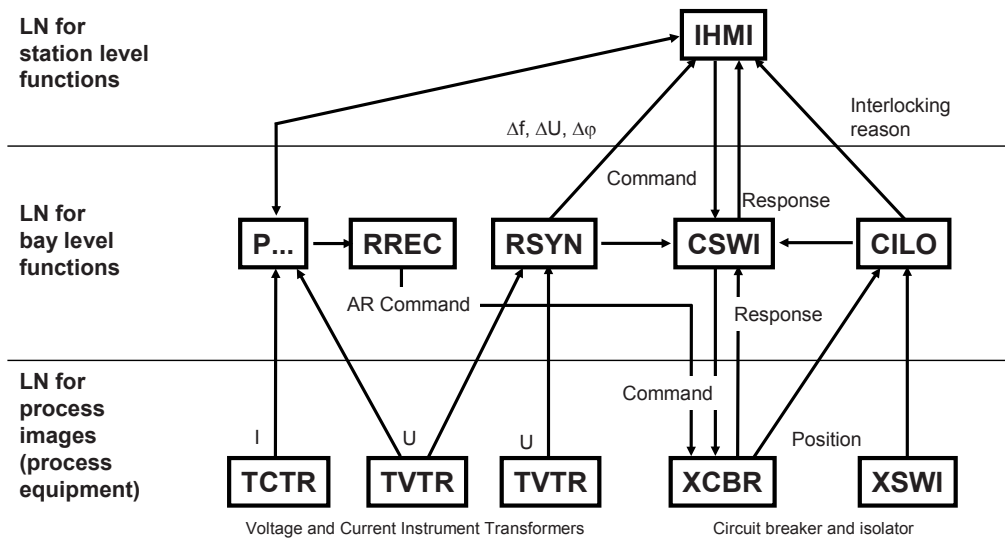 LN for
station level
functions
IHMI
Δf, ΔU, Δφ
Interlocking
reason
Command
Response
LN for
bay level
functions
P...
RREC
RSYN
CSWI
CILO
AR Command
Response
LN for
process
images
(process
equipment)
Command
I
U
U
Position
TCTR
TVTR
TVTR
XCBR
XSWI
Voltage and Current Instrument Transformers
Circuit breaker and isolator